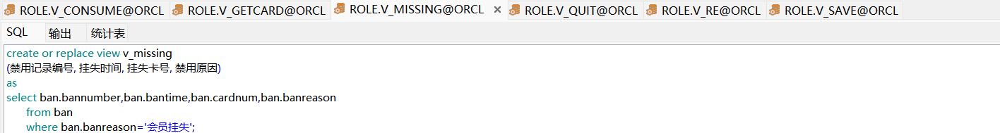 ROLE.V_CONSUME@ORCL ROLE.V_GETCARD@ORCL ROLE.V_MISSING@ORCL ROLE.V_QUIT@ORCL ROLE.V_RE@ORCL ROLE.V_SAVE@ORCL
SQL 输出 统计表
create or replace view v_missing
(禁用记录编号, 挂失时间, 挂失卡号, 禁用原因)
as
select ban.bannumber,ban.bantime,ban.cardnum,ban.banreason
from ban
where ban.banreason='会员挂失';